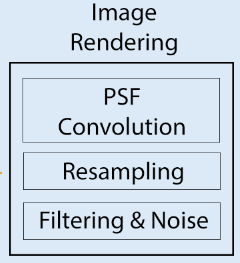 Image
Rendering
PSF
Convolution
Resampling
Filtering & Noise